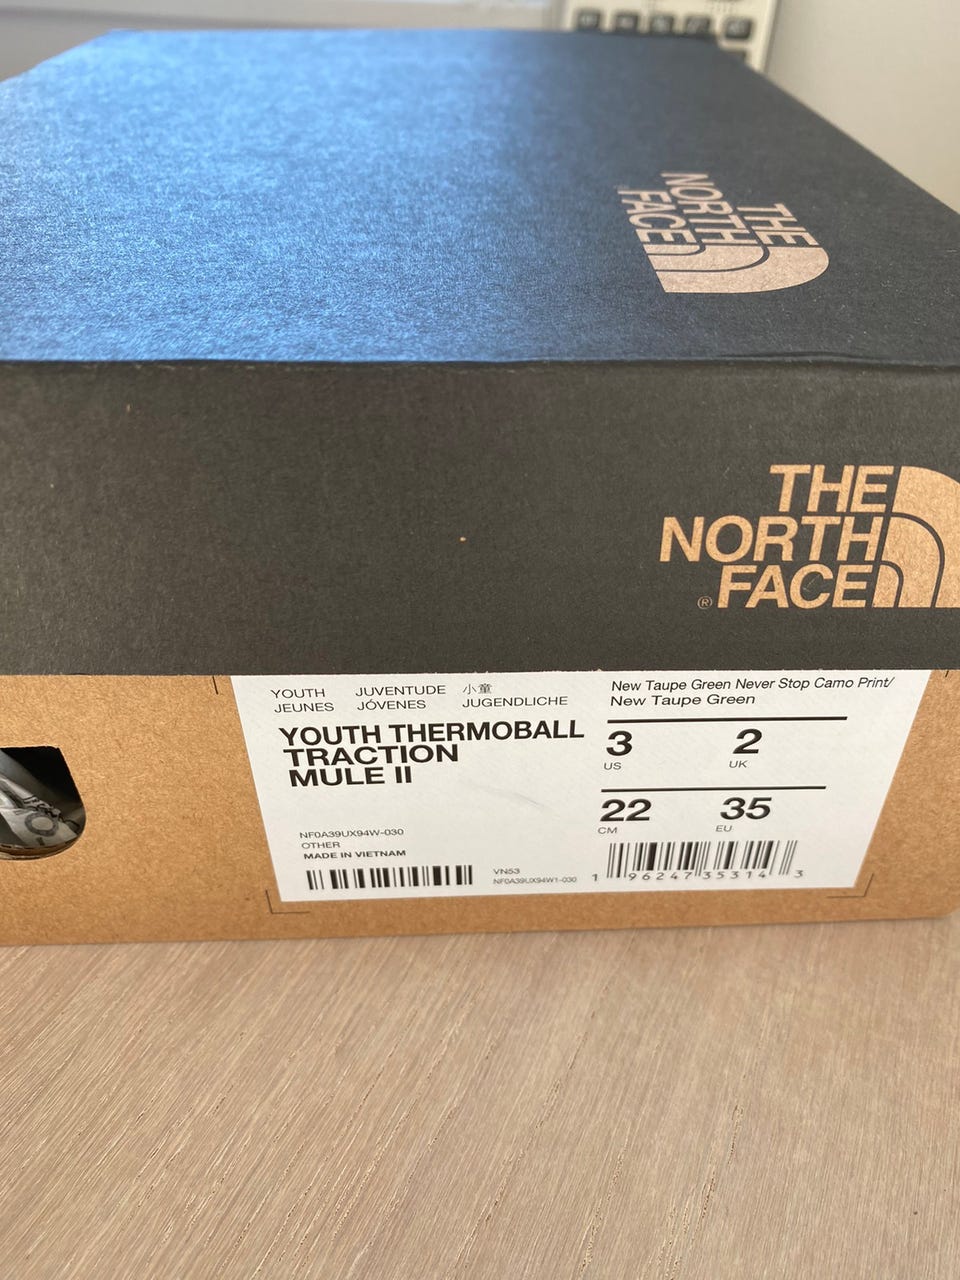 THE
NORTH
FACE
THE
NORTH
FACE
®
YOUTH JUVENTUDE 小童
JEUNES JÓVENES JUGENDLICHE
YOUTH THERMOBALL
TRACTION
MULE II
NF0A39UX94W-030
OTHER
MADE IN VIETNAM
VN53
NF0A39UX94W1-030
New Taupe Green Never Stop Camo Print/
New Taupe Green
3 2
US UK
22 35
CM EU
1 96247 35314 3